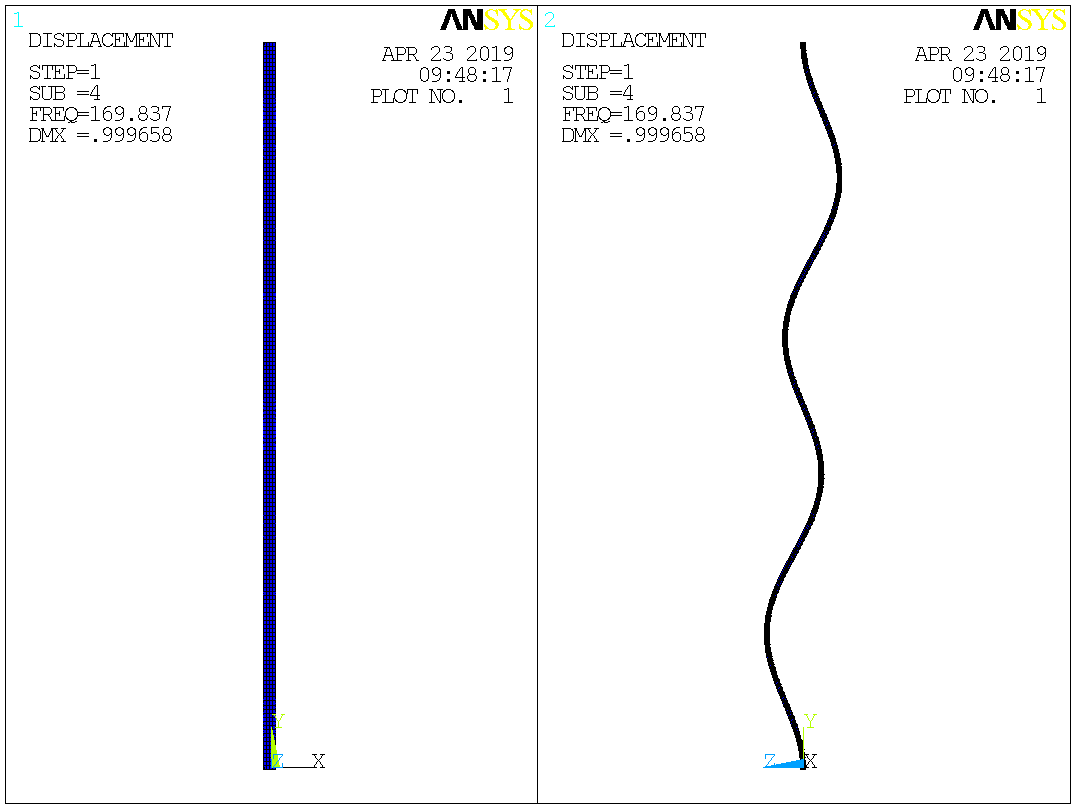 1
ANSYS
DISPLACEMENT
STEP=1
SUB =4
FREQ=169.837
DMX =.999658
APR 23 2019
09:48:17
PLOT NO. 1
Y
Z
X
2
ANSYS
DISPLACEMENT
STEP=1
SUB =4
FREQ=169.837
DMX =.999658
APR 23 2019
09:48:17
PLOT NO. 1
Y
Z
X